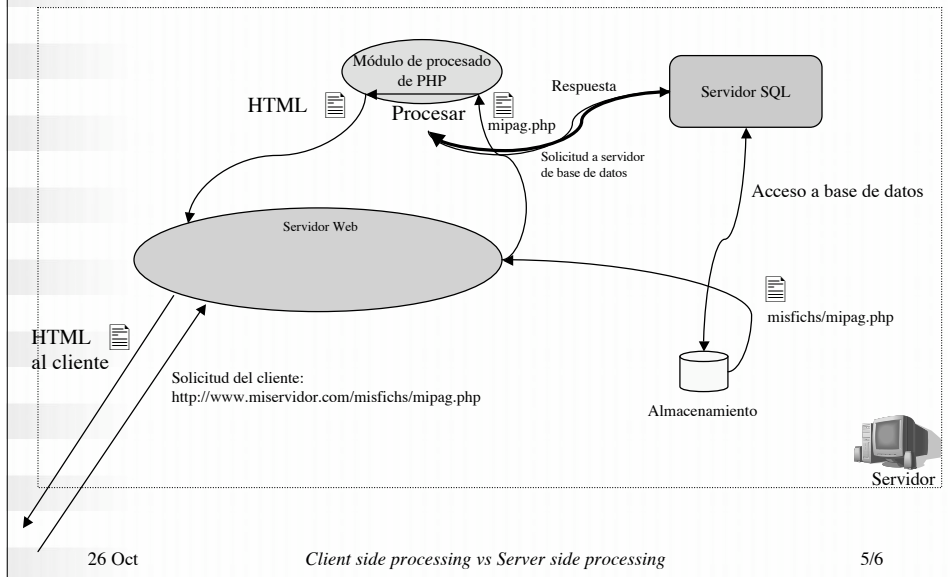 Módulo de procesado
de PHP
HTML
Procesar
mipag.php
Respuesta
Servidor SQL
Solicitud a servidor
de base de datos
Acceso a base de datos
Servidor Web
misfichs/mipag.php
HTML
al cliente
Solicitud del cliente:
http://www.miservidor.com/misfichs/mipag.php
Almacenamiento
Servidor
26 Oct
Client side processing vs Server side processing
5/6